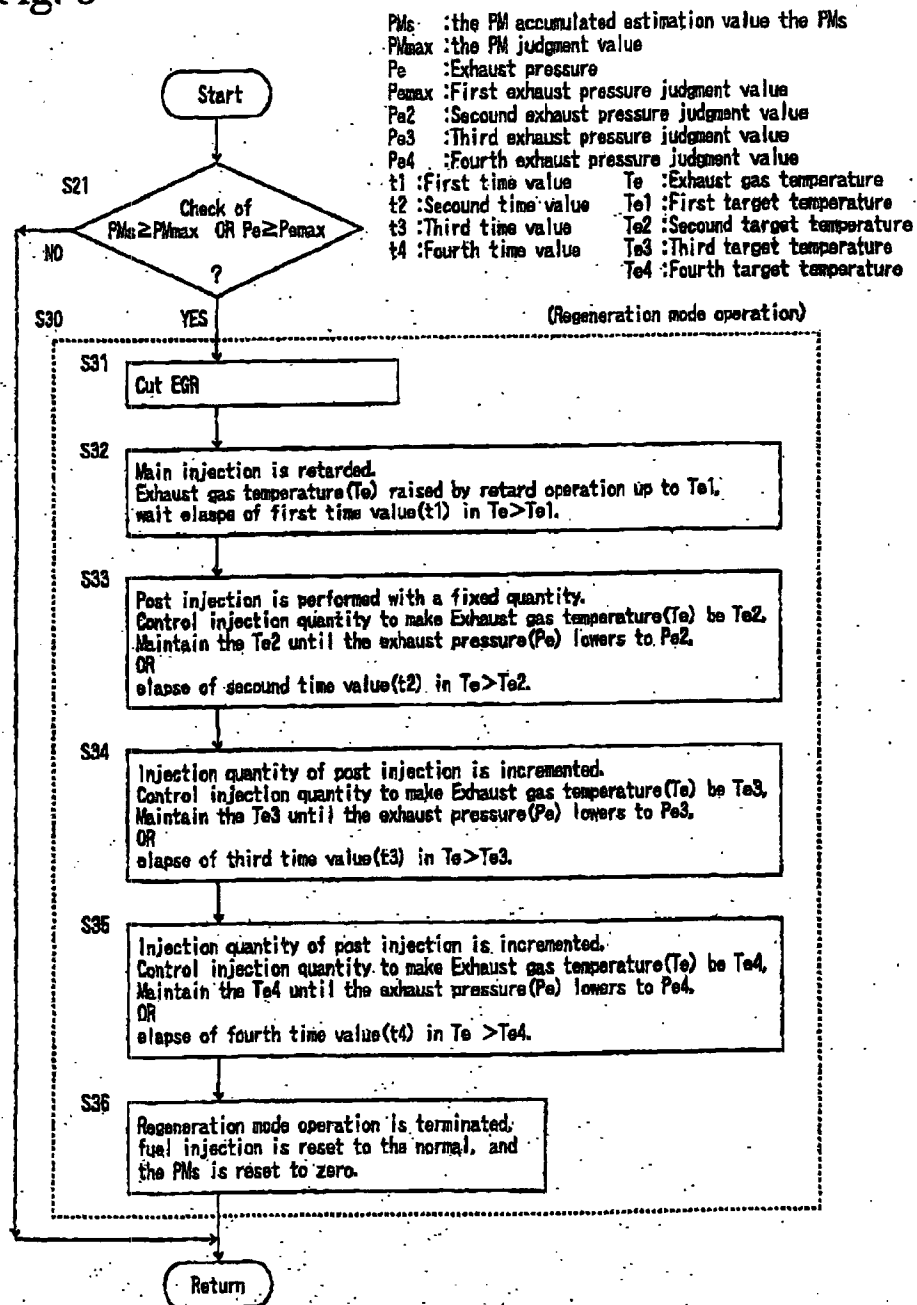 PMs :the PM accumulated estimation value the PMs
PMmax :the PM judgment value
Pe :Exhaust pressure
Pemax :First exhaust pressure judgment value
Pe2 :Secound exhaust pressure judgment value
Pe3 :Third exhaust pressure judgment value
Pe4 :Fourth exhaust pressure judgment value
t1 :First time value Te :Exhaust gas temperature
t2 :Secound time value Te1 :First target temperature
t3 :Third time value Te2 :Secound target temperature
t4 :Fourth time value Te3 :Third target temperature
Te4 :Fourth target temperature
Start
S21
Check of
PMs≥PMmax OR Pe≥Pemax
?
NO
S30
YES
(Regeneration mode operation)
S31
Cut EGR
S32
Main injection is retarded.
Exhaust gas temperature(Te) raised by retard operation up to Te1,
wait elaspe of first time value(t1) in Te>Te1.
S33
Post injection is performed with a fixed quantity.
Control injection quantity to make Exhaust gas temperature(Te) be Te2,
Maintain the Te2 until the exhaust pressure(Pe) lowers to Pe2.
OR
elapse of secound time value(t2) in Te>Te2.
S34
Injection quantity of post injection is incremented.
Control injection quantity to make Exhaust gas temperature(Te) be Te3,
Maintain the Te3 until the exhaust pressure(Pe) lowers to Pe3.
OR
elapse of third time value(t3) in Te>Te3.
S35
Injection quantity of post injection is incremented.
Control injection quantity to make Exhaust gas temperature(Te) be Te4,
Maintain the Te4 until the exhaust pressure(Pe) lowers to Pe4.
OR
elapse of fourth time value(t4) in Te >Te4.
S36
Regeneration mode operation is terminated,
fuel injection is reset to the normal, and
the PMs is reset to zero.
Return